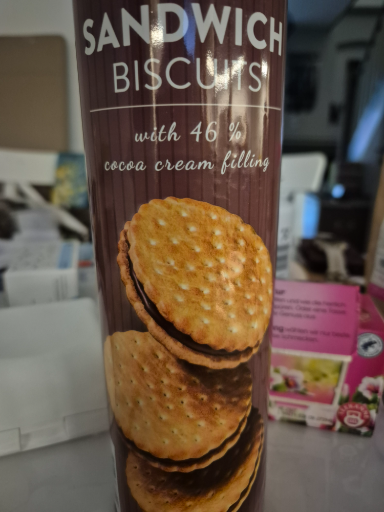 SANDWICH
BISCUITS
with 46 %
cocoa cream filling